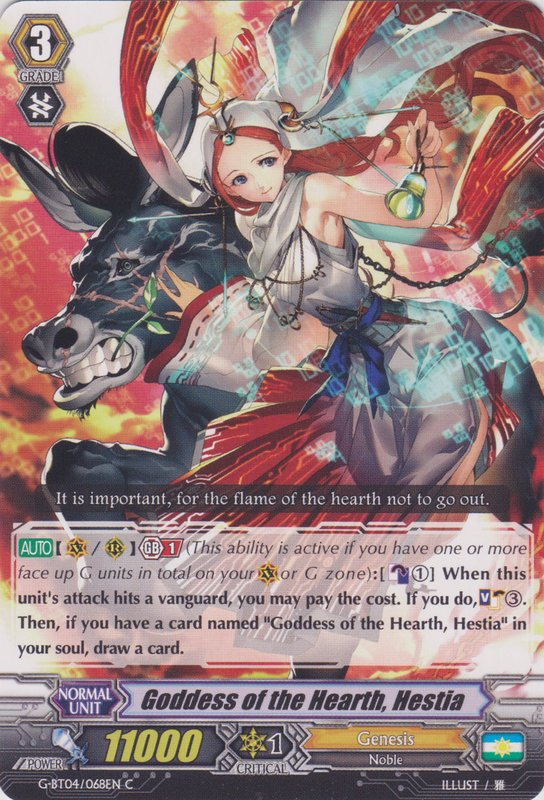 3
GRADE
It is important, for the flame of the hearth not to go out.
AUTO [ V / R ] GB 1 (This ability is active if you have one or more
face up G units in total on your V or G zone):[ ①] When this
unit's attack hits a vanguard, you may pay the cost. If you do, V ③.
Then, if you have a card named "Goddess of the Hearth, Hestia" in
your soul, draw a card.
NORMAL
UNIT
Goddess of the Hearth, Hestia
POWER
11000
1
CRITICAL
Genesis
Noble
G-BT04/068EN C
ILLUST / 雅